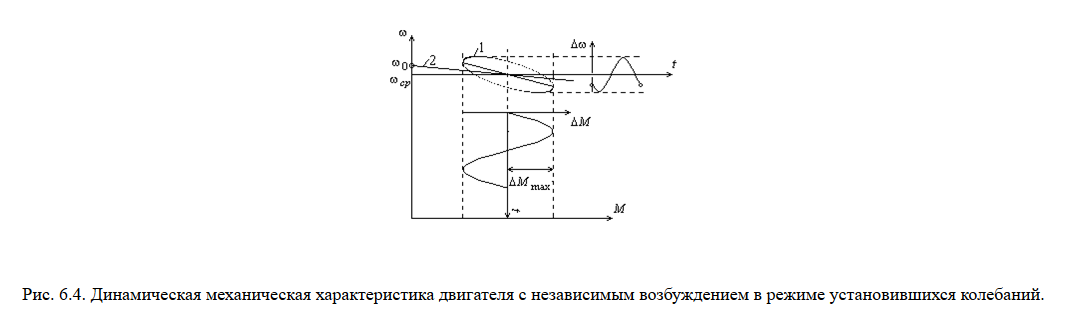 ω
1
Δω
ω0
2
t
ωср
ΔM
ΔMmax
t
M
Рис. 6.4. Динамическая механическая характеристика двигателя с независимым возбуждением в режиме установившихся колебаний.